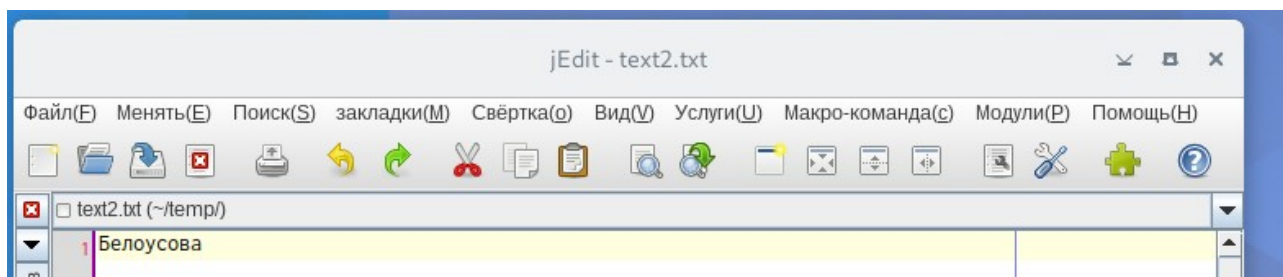 jEdit - text2.txt
Файл(F) Менять(E) Поиск(S) закладки(M) Свёртка(o) Вид(V) Услуги(U) Макро-команда(c) Модули(P) Помощь(H)
text2.txt (~/temp/)
1 Белоусова